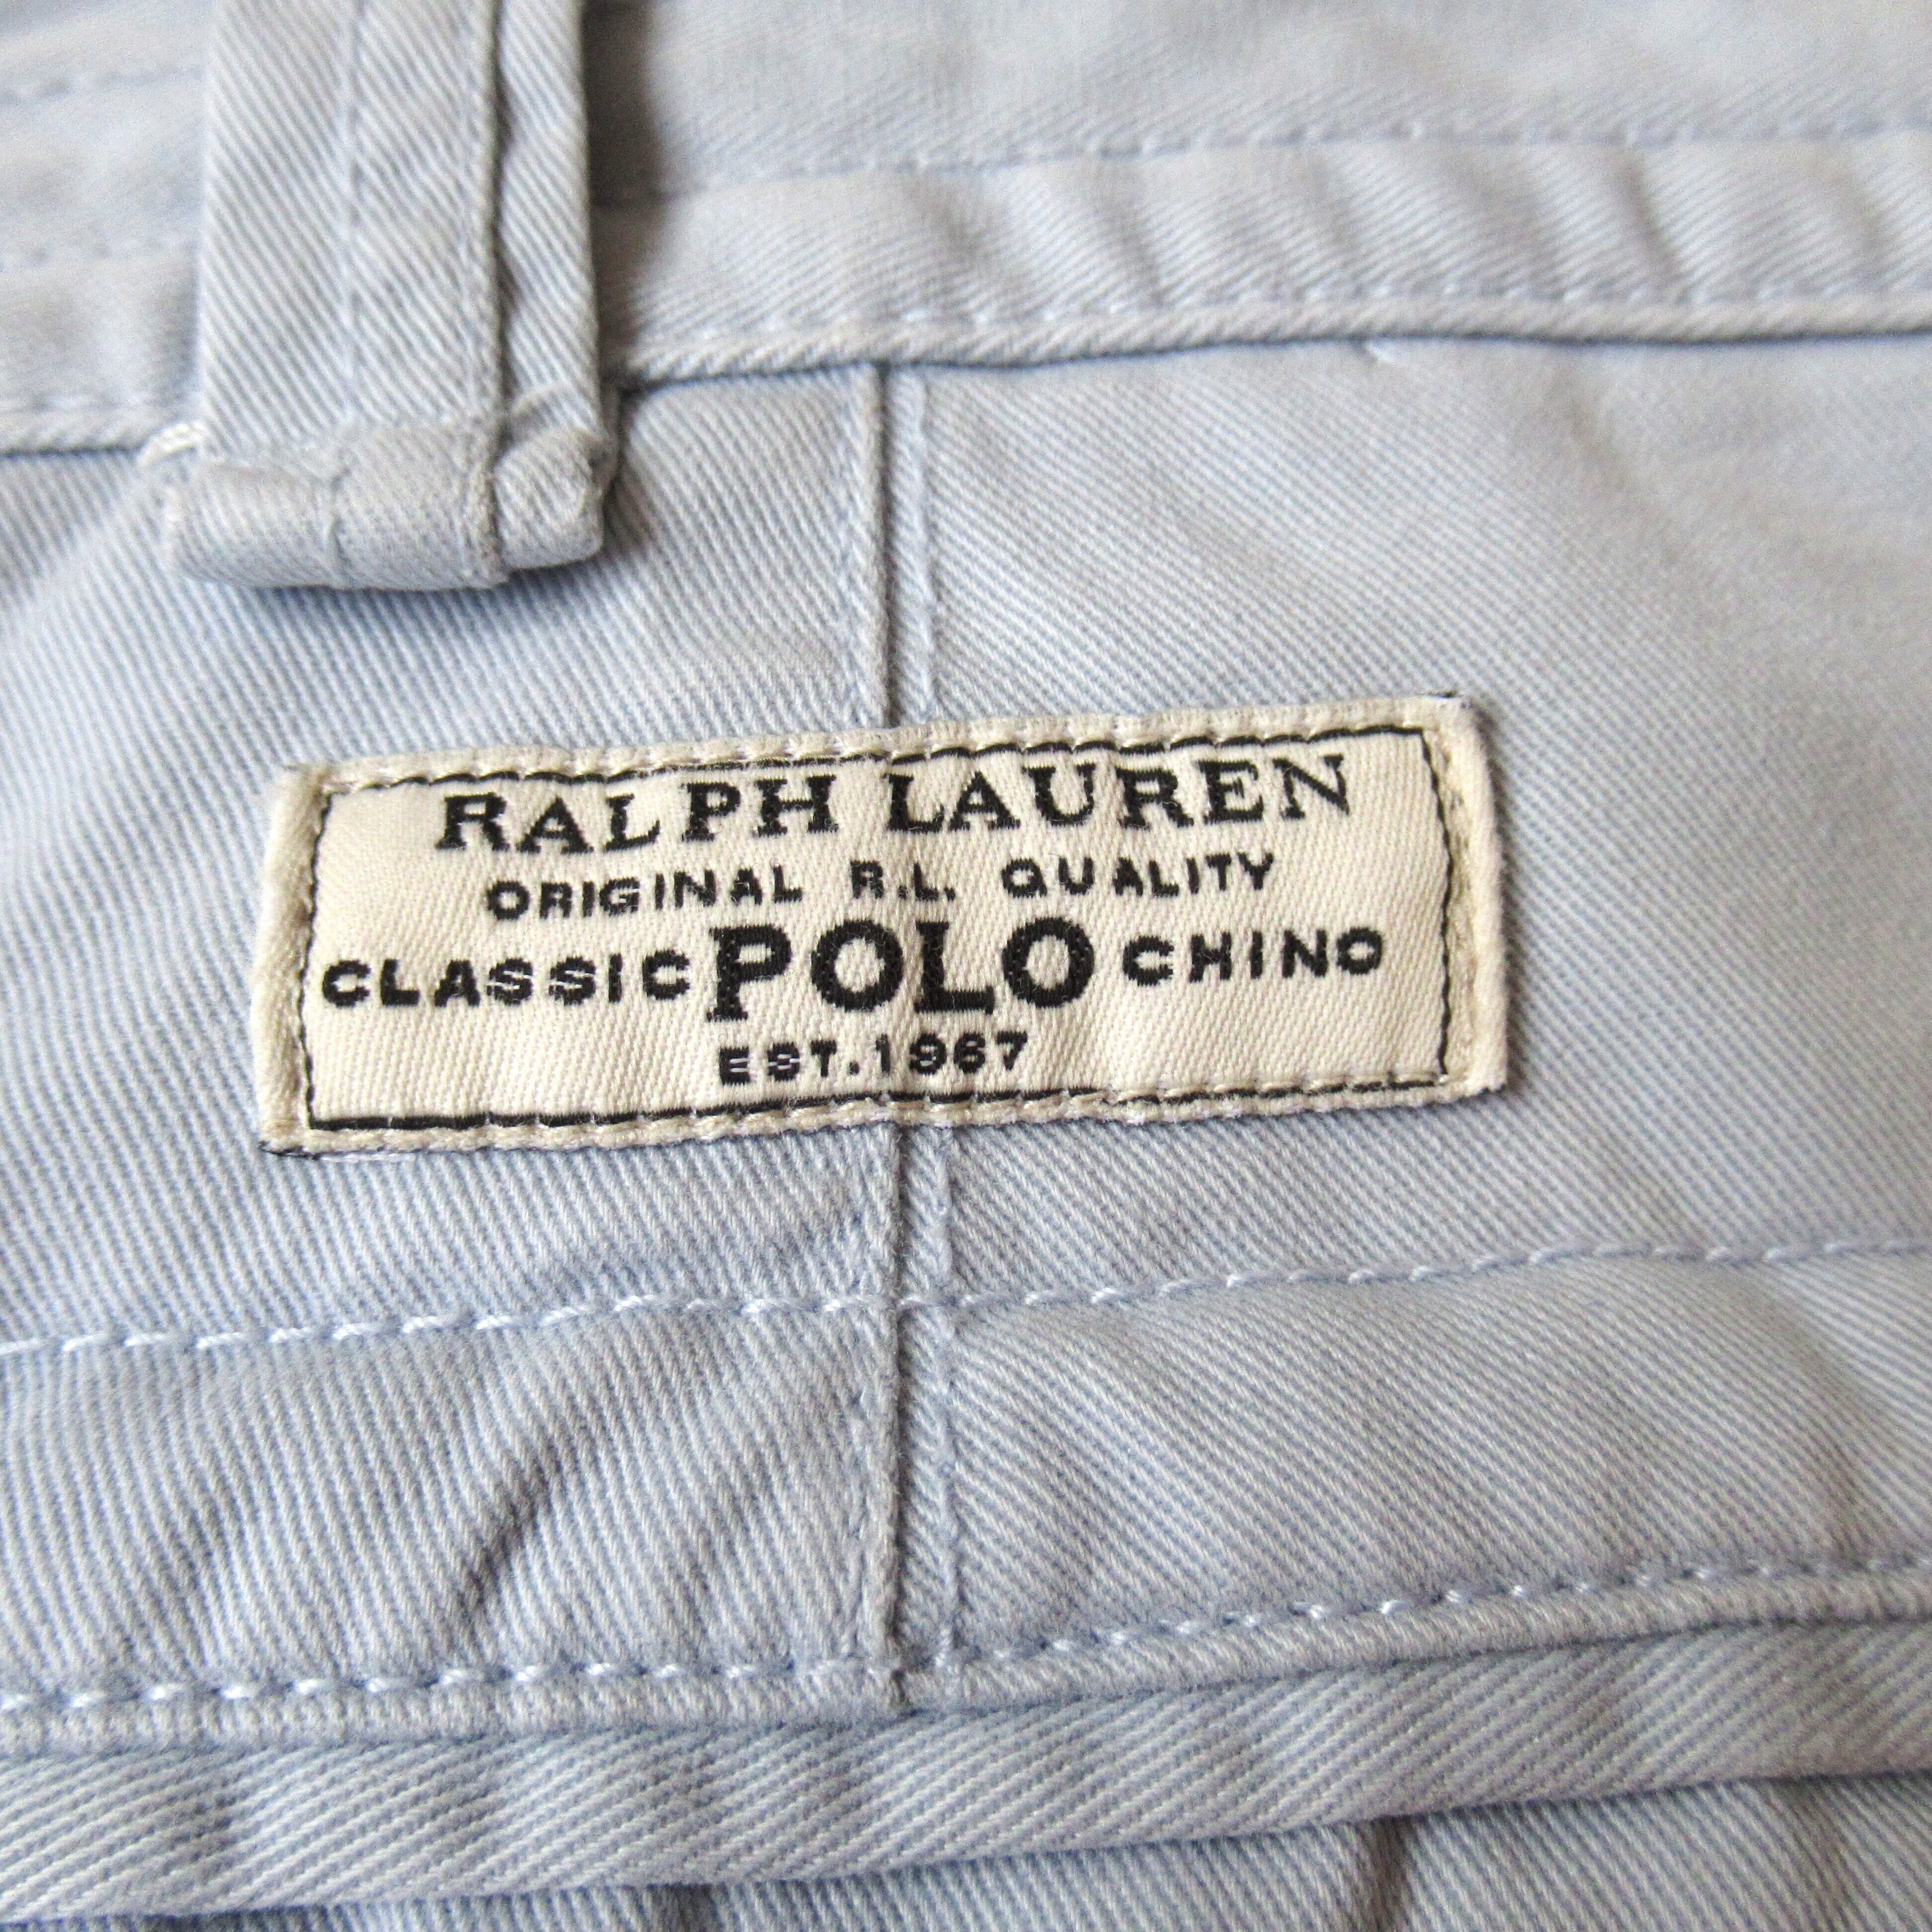 RALPH LAUREN
ORIGINAL R.L. QUALITY
CLASSIC POLO CHINO
EST.1967